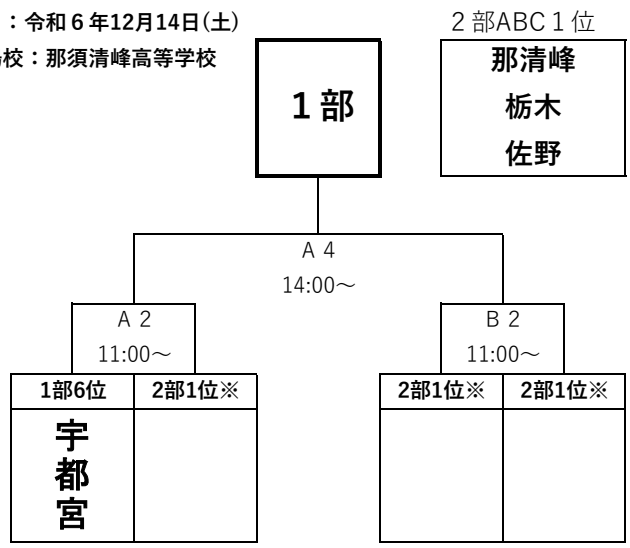 ：令和６年12月14日(土)
校：那須清峰高等学校
２部ABC１位
那清峰
栃木
佐野
１部
Ａ４
14:00～
Ａ２
11:00～
Ｂ２
11:00～
1部6位
2部1位※
2部1位※
2部1位※
宇都宮